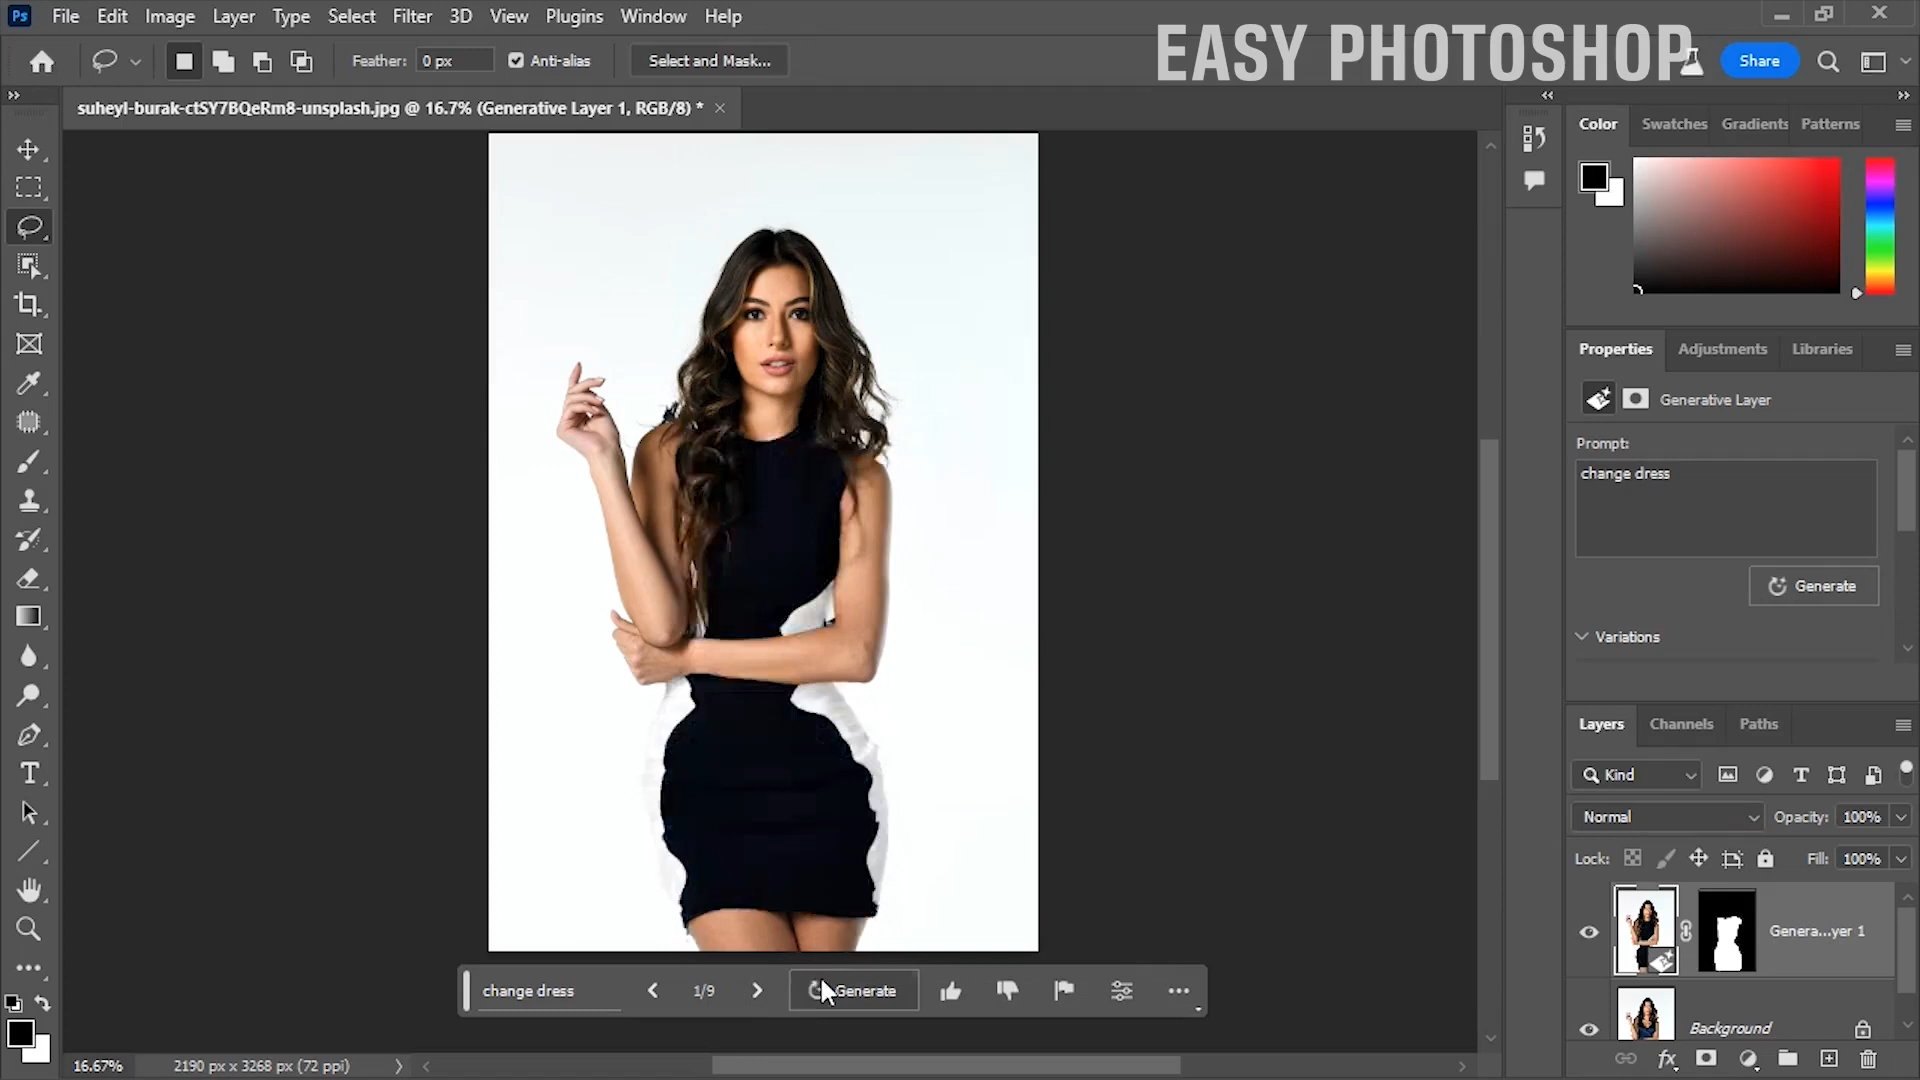 Ps File Edit Image Layer Type Select Filter 3D View Plugins Window Help
EASY PHOTOSHOP
Feather: 0 px Anti-alias Select and Mask... Share
suheyl-burak-ctSY7BQeRm8-unsplash.jpg @ 16.7% (Generative Layer 1, RGB/8) * ×
Color Swatches Gradients Patterns
Properties Adjustments Libraries
Generative Layer
Prompt:
change dress
Generate
Variations
Layers Channels Paths
Kind
Normal Opacity: 100%
Lock: Fill: 100%
Genera...yer 1
Background
change dress 1/9 Generate
16.67% 2190 px x 3268 px (72 ppi)